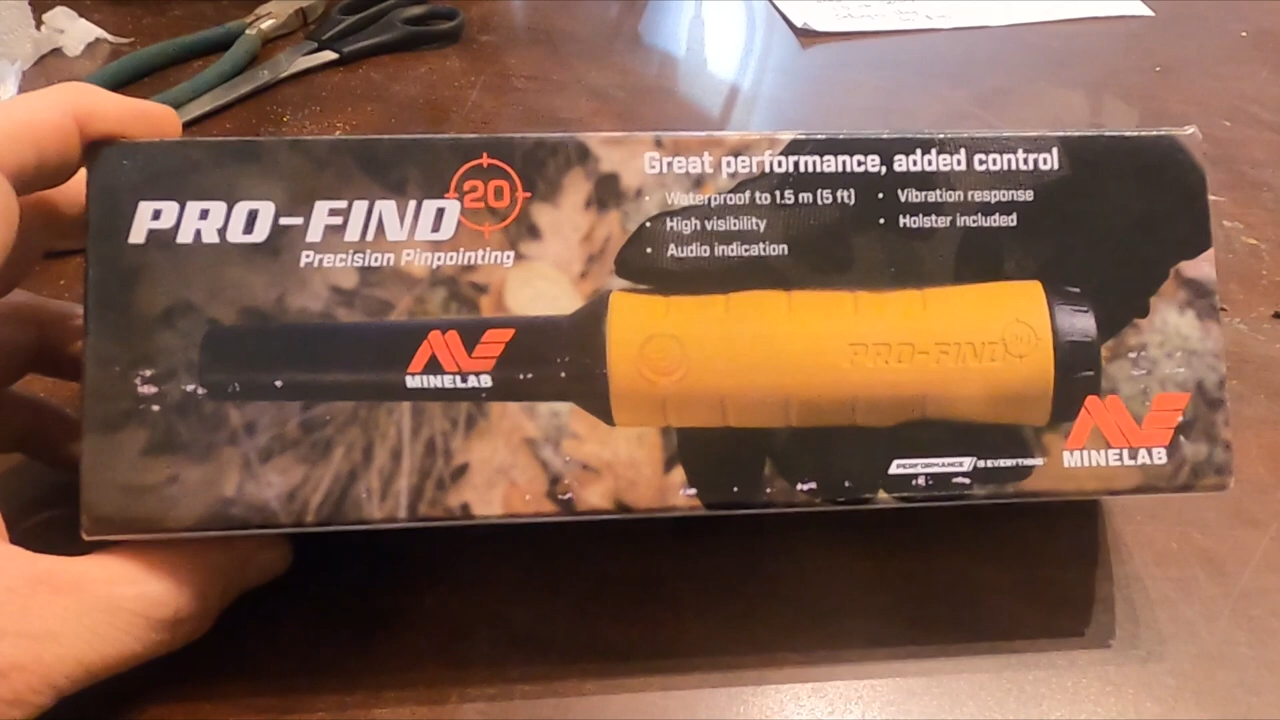 PRO-FIND 20
Precision Pinpointing
Great performance, added control
• Waterproof to 1.5 m (5 ft)
• High visibility
• Audio indication
• Vibration response
• Holster included
MINELAB
PRO-FIND 20
MINELAB
PERFORMANCE IS EVERYTHING